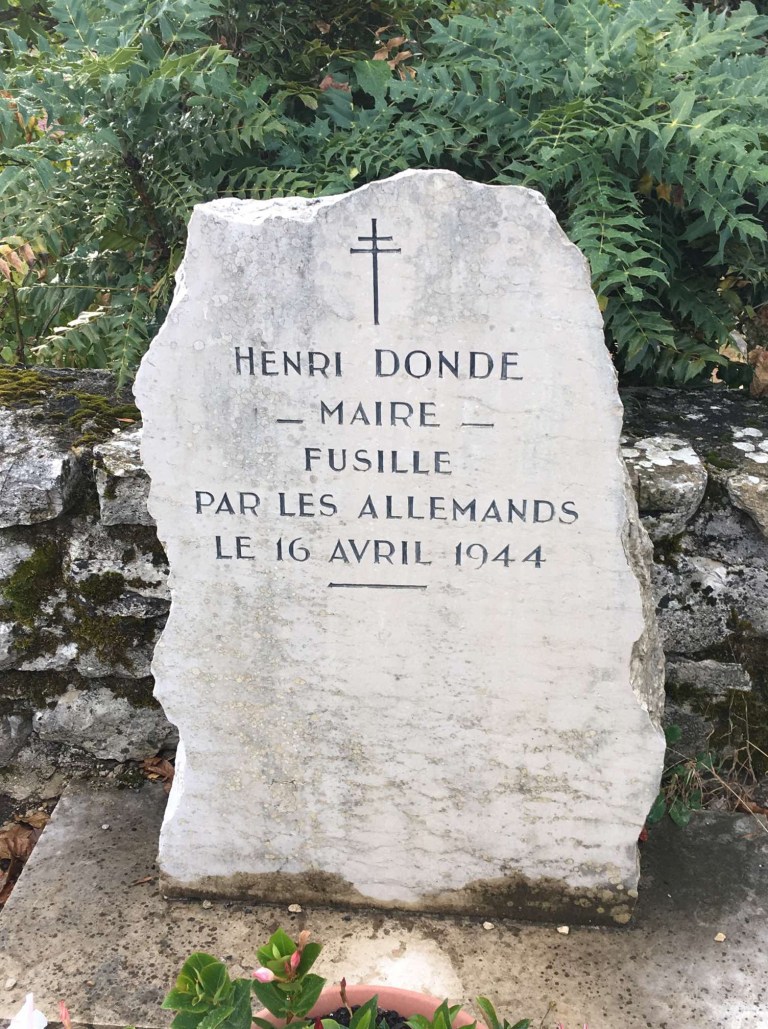 HENRI DONDE
— MAIRE —
FUSILLE
PAR LES ALLEMANDS
LE 16 AVRIL 1944